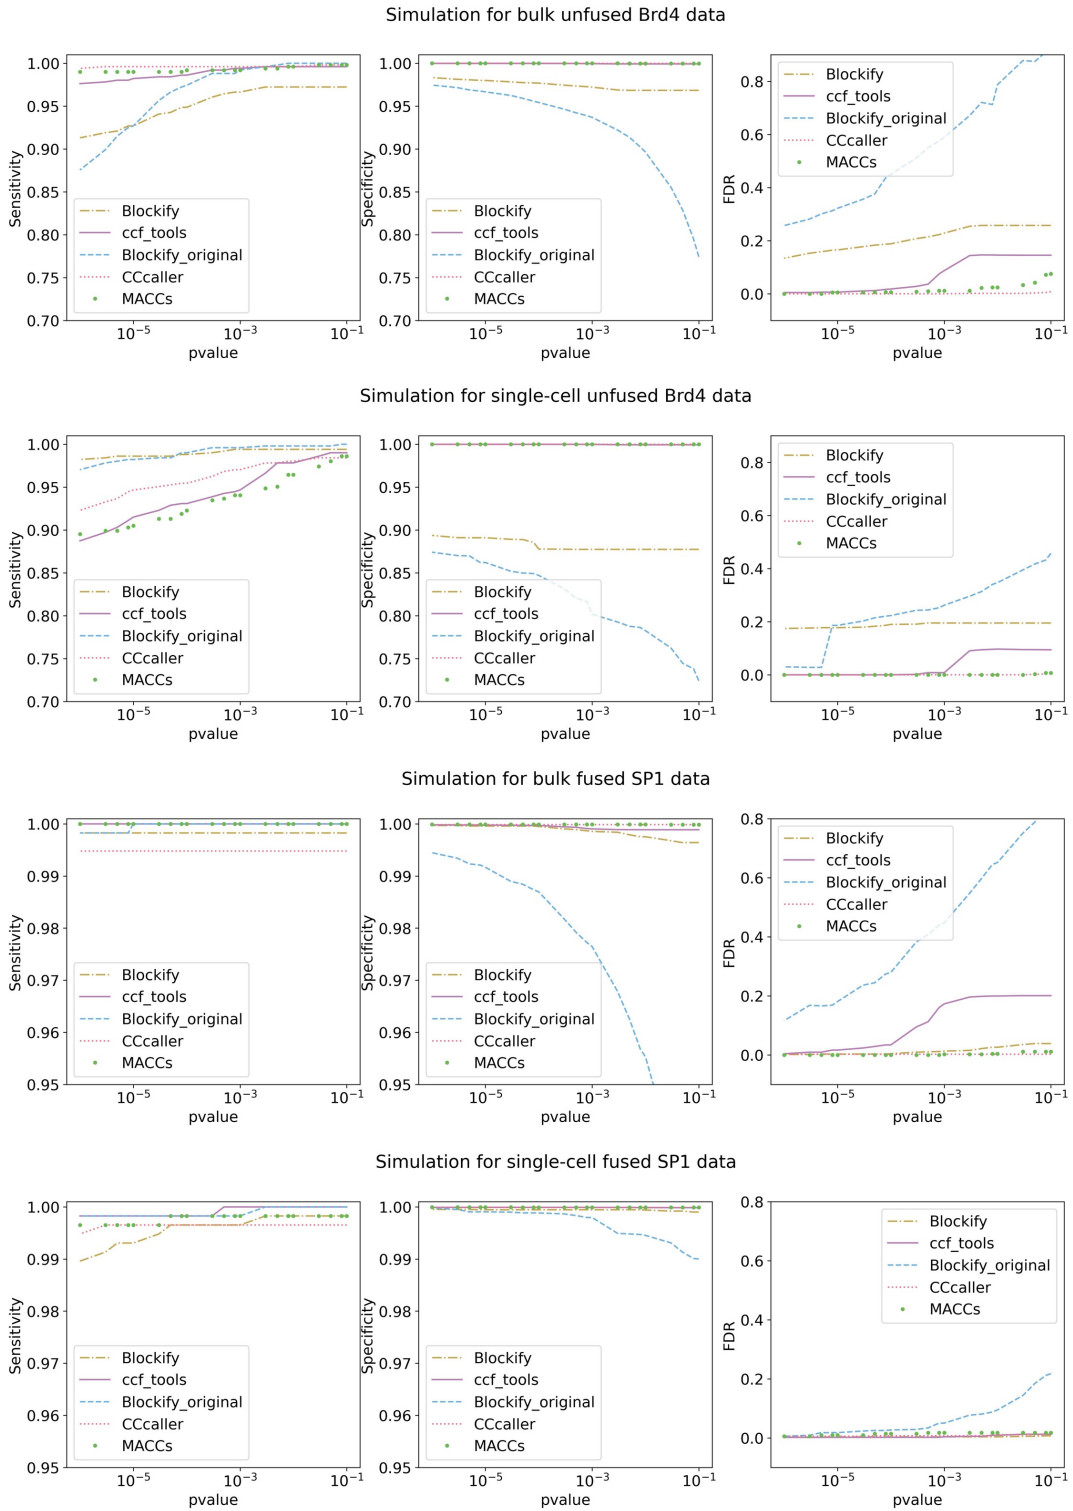 Simulation for bulk unfused Brd4 data
1.00
0.95
0.90
0.85
0.80
0.75
0.70
Sensitivity
Blockify
ccf_tools
Blockify_original
CCcaller
MACCs
10−5 10−3 10−1
pvalue
1.00
0.95
0.90
0.85
0.80
0.75
0.70
Specificity
Blockify
ccf_tools
Blockify_original
CCcaller
MACCs
10−5 10−3 10−1
pvalue
0.8
0.6
0.4
0.2
0.0
FDR
Blockify
ccf_tools
Blockify_original
CCcaller
MACCs
10−5 10−3 10−1
pvalue
Simulation for single-cell unfused Brd4 data
1.00
0.95
0.90
0.85
0.80
0.75
0.70
Sensitivity
Blockify
ccf_tools
Blockify_original
CCcaller
MACCs
10−5 10−3 10−1
pvalue
1.00
0.95
0.90
0.85
0.80
0.75
0.70
Specificity
Blockify
ccf_tools
Blockify_original
CCcaller
MACCs
10−5 10−3 10−1
pvalue
0.8
0.6
0.4
0.2
0.0
FDR
Blockify
ccf_tools
Blockify_original
CCcaller
MACCs
10−5 10−3 10−1
pvalue
Simulation for bulk fused SP1 data
1.00
0.99
0.98
0.97
0.96
0.95
Sensitivity
Blockify
ccf_tools
Blockify_original
CCcaller
MACCs
10−5 10−3 10−1
pvalue
1.00
0.99
0.98
0.97
0.96
0.95
Specificity
Blockify
ccf_tools
Blockify_original
CCcaller
MACCs
10−5 10−3 10−1
pvalue
0.8
0.6
0.4
0.2
0.0
FDR
Blockify
ccf_tools
Blockify_original
CCcaller
MACCs
10−5 10−3 10−1
pvalue
Simulation for single-cell fused SP1 data
1.00
0.99
0.98
0.97
0.96
0.95
Sensitivity
Blockify
ccf_tools
Blockify_original
CCcaller
MACCs
10−5 10−3 10−1
pvalue
1.00
0.99
0.98
0.97
0.96
0.95
Specificity
Blockify
ccf_tools
Blockify_original
CCcaller
MACCs
10−5 10−3 10−1
pvalue
0.8
0.6
0.4
0.2
0.0
FDR
Blockify
ccf_tools
Blockify_original
CCcaller
MACCs
10−5 10−3 10−1
pvalue